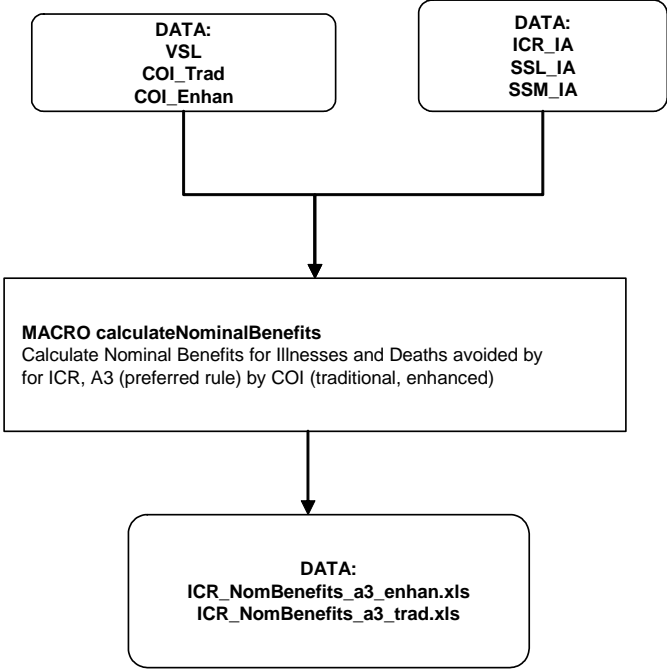 DATA:
VSL
COI_Trad
COI_Enhan
DATA:
ICR_IA
SSL_IA
SSM_IA
MACRO calculateNominalBenefits
Calculate Nominal Benefits for Illnesses and Deaths avoided by
for ICR, A3 (preferred rule) by COI (traditional, enhanced)
DATA:
ICR_NomBenefits_a3_enhan.xls
ICR_NomBenefits_a3_trad.xls